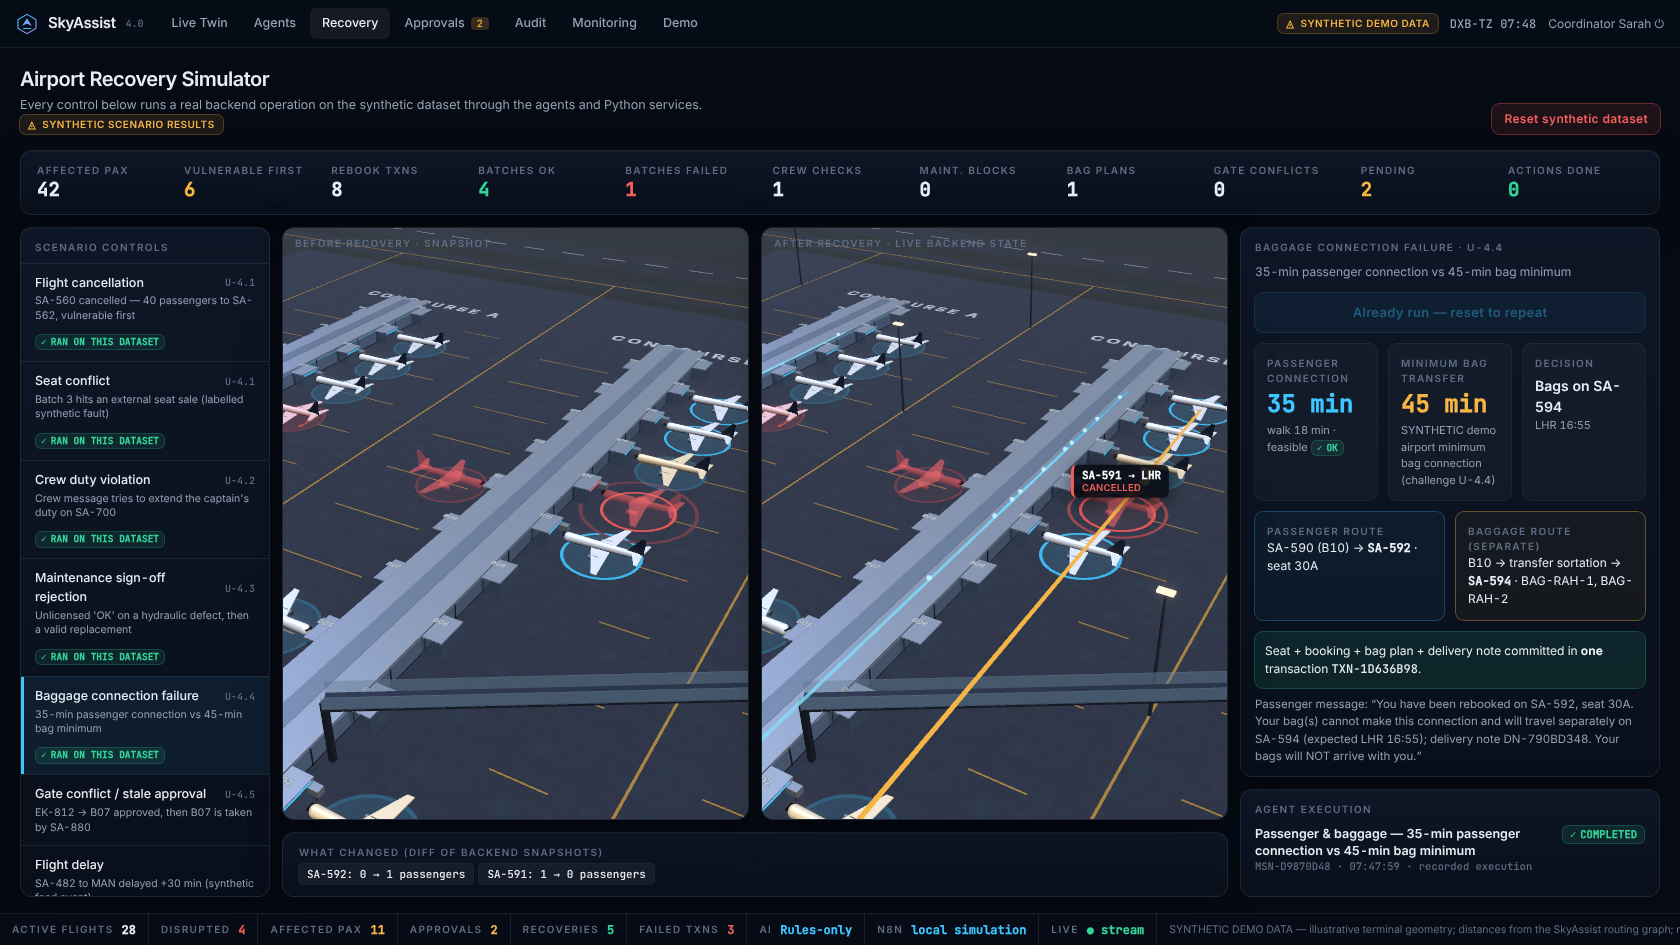 SkyAssist 4.0 Live Twin Agents Recovery Approvals 2 Audit Monitoring Demo
SYNTHETIC DEMO DATA DXB-TZ 07:48 Coordinator Sarah
Airport Recovery Simulator
Every control below runs a real backend operation on the synthetic dataset through the agents and Python services.
SYNTHETIC SCENARIO RESULTS
Reset synthetic dataset
AFFECTED PAX
42
VULNERABLE FIRST
6
REBOOK TXNS
8
BATCHES OK
4
BATCHES FAILED
1
CREW CHECKS
1
MAINT. BLOCKS
0
BAG PLANS
1
GATE CONFLICTS
0
PENDING
2
ACTIONS DONE
0
SCENARIO CONTROLS
Flight cancellation U-4.1
SA-560 cancelled — 40 passengers to SA-
562, vulnerable first
✓ RAN ON THIS DATASET
Seat conflict U-4.1
Batch 3 hits an external seat sale (labelled
synthetic fault)
✓ RAN ON THIS DATASET
Crew duty violation U-4.2
Crew message tries to extend the captain's
duty on SA-700
✓ RAN ON THIS DATASET
Maintenance sign-off
rejection U-4.3
Unlicensed 'OK' on a hydraulic defect, then
a valid replacement
✓ RAN ON THIS DATASET
Baggage connection failure U-4.4
35-min passenger connection vs 45-min
bag minimum
✓ RAN ON THIS DATASET
Gate conflict / stale approval U-4.5
EK-812 → B07 approved, then B07 is taken
by SA-880
Flight delay
SA-482 to MAN delayed +30 min (synthetic
feed event)
BEFORE RECOVERY · SNAPSHOT
CONCOURSE A
AFTER RECOVERY · LIVE BACKEND STATE
SA-591 → LHR
CANCELLED
WHAT CHANGED (DIFF OF BACKEND SNAPSHOTS)
SA-592: 0 → 1 passengers
SA-591: 1 → 0 passengers
BAGGAGE CONNECTION FAILURE · U-4.4
35-min passenger connection vs 45-min bag minimum
Already run — reset to repeat
PASSENGER
CONNECTION
35 min
walk 18 min ·
feasible ✓ OK
MINIMUM BAG
TRANSFER
45 min
SYNTHETIC demo
airport minimum
bag connection
(challenge U-4.4)
DECISION
Bags on SA-
594
LHR 16:55
PASSENGER ROUTE
SA-590 (B10) → SA-592 ·
seat 30A
BAGGAGE ROUTE
(SEPARATE)
B10 → transfer sortation →
SA-594 · BAG-RAH-1, BAG-
RAH-2
Seat + booking + bag plan + delivery note committed in one
transaction TXN-1D636B98.
Passenger message: “You have been rebooked on SA-592, seat 30A.
Your bag(s) cannot make this connection and will travel separately on
SA-594 (expected LHR 16:55); delivery note DN-790BD348. Your
bags will NOT arrive with you.”
AGENT EXECUTION
Passenger & baggage — 35-min passenger
connection vs 45-min bag minimum
✓ COMPLETED
MSN-D9870D48 · 07:47:59 · recorded execution
ACTIVE FLIGHTS 28 DISRUPTED 4 AFFECTED PAX 11 APPROVALS 2 RECOVERIES 5 FAILED TXNS 3 AI Rules-only N8N local simulation LIVE ● stream SYNTHETIC DEMO DATA — illustrative terminal geometry; distances from the SkyAssist routing graph;